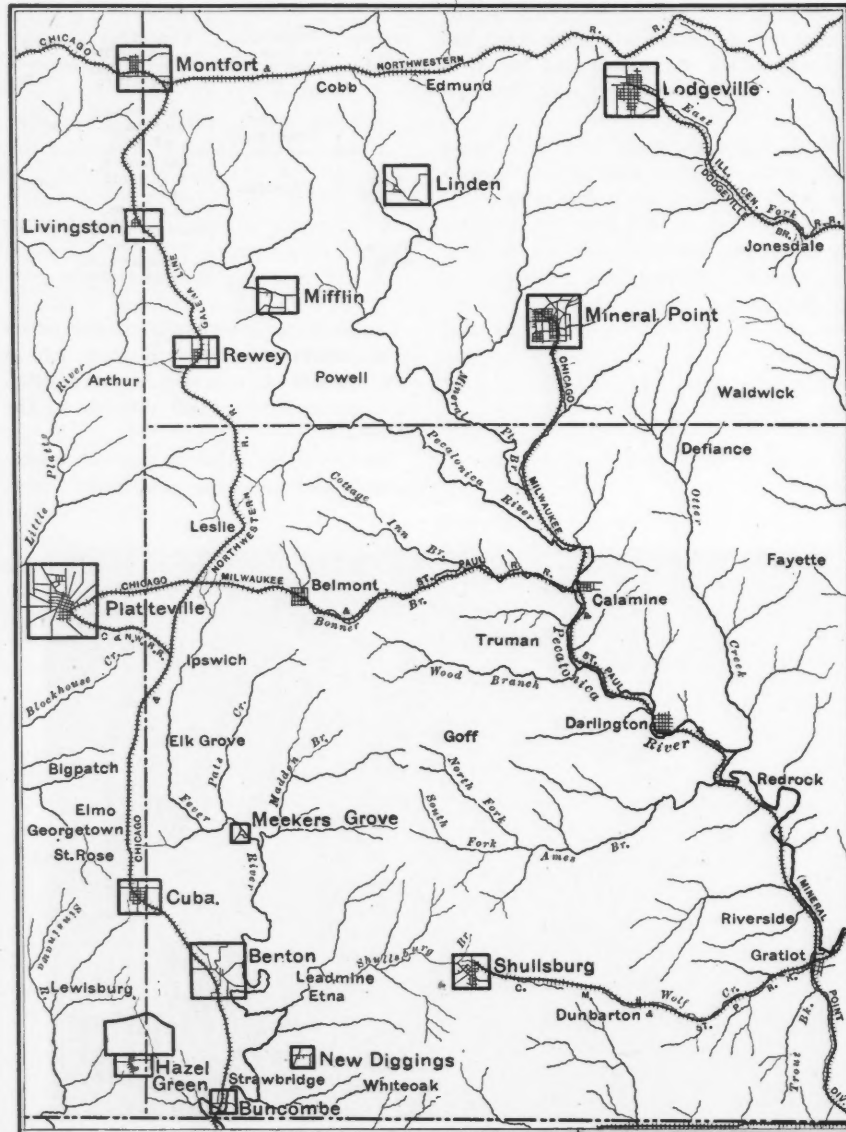 CHICAGO
Montfort
&
NORTHWESTERN
R.
R.
Cobb
Edmund
Lodgeville
East
Fork
ILL. CEN.
DODGEVILLE
BR.
R. R.
Jonesdale
Linden
Livingston
GALENA LINE
Mifflin
Mineral Point
Rewey
CHICAGO
River
Arthur
Powell
Mineral
Waldwick
R.
R.
Little Platte
Pecatonica
River
Pt. Br.
MILWAUKEE
Defiance
Otter
Creek
Cottage
Inn
Br.
Leslie
NORTHWESTERN
Fayette
CHICAGO
MILWAUKEE
Belmont
ST. PAUL
R.
R.
Platteville
&
Bonner
Br.
Calamine
&
C & N.W.R.R.
Truman
Pecatonica
ST. PAUL
Ipswich
Blockhouse Cr.
&
Wood Branch
Darlington
River
Elk Grove
Pats
Cr.
Madden
Br.
Goff
North
Fork
Bigpatch
Redrock
Elmo
Fever
Georgetown
CHICAGO
Meekers Grove
South
Fork
Ames
Br.
St. Rose
River
Cuba.
(MINERAL
Riverside
Sinsinawa
R.
Benton
Shullsburg
Br.
Shullsburg
Gratiot
Leadmine
Etna
Lewisburg
C.
M.
Wolf
Cr.
Dunbarton
&
ST.
P.
R.
R.
POINT
Trout Bk.
Hazel
Green
New Diggings
Strawbridge
Whiteoak
Buncombe
DIV